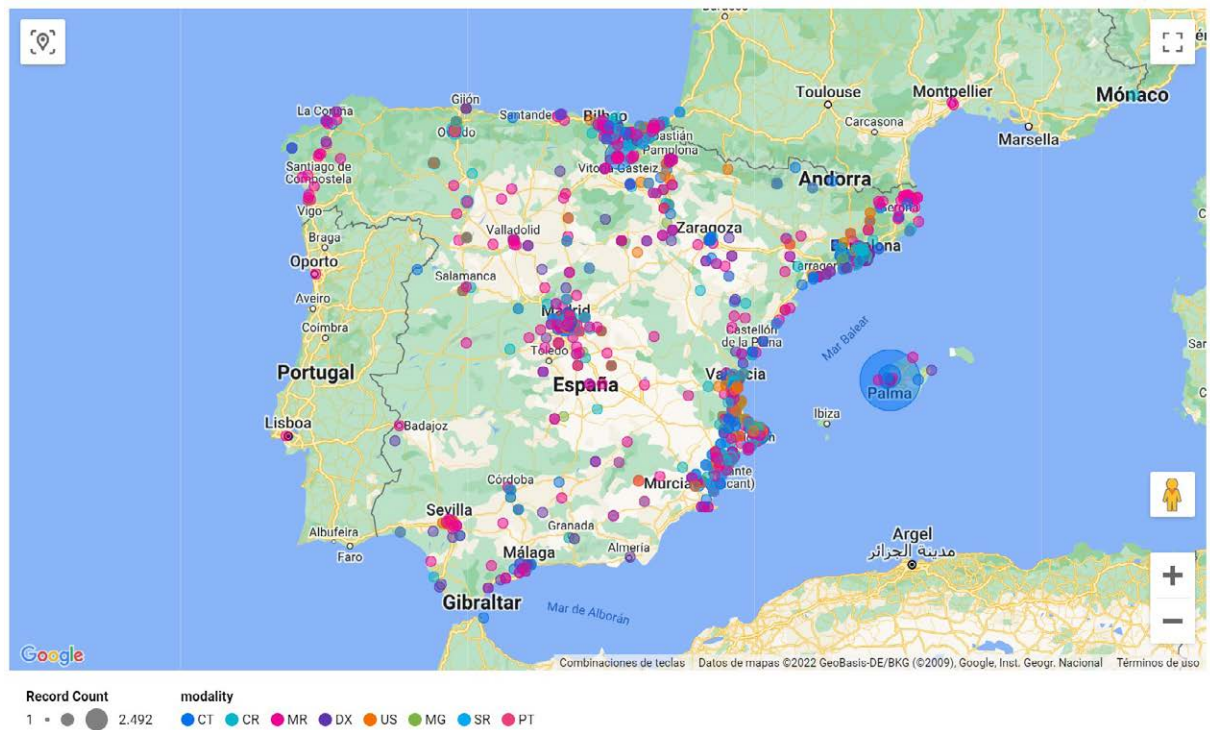 Toulouse
Montpellier
Mónaco
Carcasona
Marsella
La Coruña
Gijón
Santander
Bilbao
Pamplona
Santiago de
Compostela
Andorra
Vigo
Valladolid
Zaragoza
Braga
Oporto
Salamanca
Aveiro
Madrid
Coímbra
Castellón
de la Plana
Mar Balear
Toledo
Portugal
España
Valencia
Palma
Ibiza
Lisboa
Badajoz
Murcia
Córdoba
Sevilla
Albufeira
Faro
Granada
Almería
Argel
مدينة الجزائر
Málaga
Gibraltar
Mar de Alborán
Google
Combinaciones de teclas Datos de mapas ©2022 GeoBasis-DE/BKG (©2009), Google, Inst. Geogr. Nacional Términos de uso
Record Count modality
1 2.492 CT CR MR DX US MG SR PT